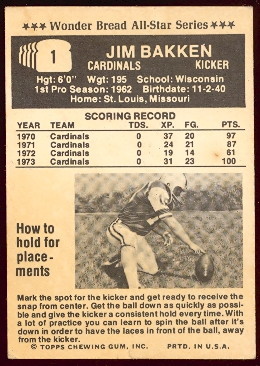 ★★★ Wonder Bread All-Star Series ★★★
1
JIM BAKKEN
CARDINALS KICKER
Hgt: 6'0" Wgt: 195 School: Wisconsin
1st Pro Season: 1962 Birthdate: 11-2-40
Home: St. Louis, Missouri
SCORING RECORD
YEAR TEAM TDS. XP. FG. PTS.
1970 Cardinals 0 37 20 97
1971 Cardinals 0 24 21 87
1972 Cardinals 0 19 14 61
1973 Cardinals 0 31 23 100
How to
hold for
place-
ments
Mark the spot for the kicker and get ready to receive the
snap from center. Get the ball down as quickly as poss-
ible and give the kicker a consistent hold every time. With
a lot of practice you can learn to spin the ball after it's
down in order to have the laces in front of the ball, away
from the kicker.
© TOPPS CHEWING GUM, INC. PRTD. IN U.S.A.